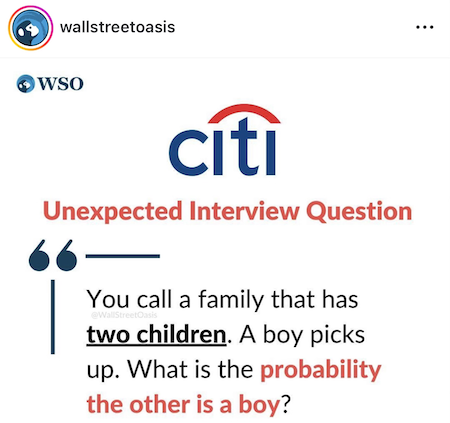 wallstreetoasis
WSO
citi
Unexpected Interview Question
You call a family that has
@WallStreetOasis
two children. A boy picks
up. What is the probability
the other is a boy?